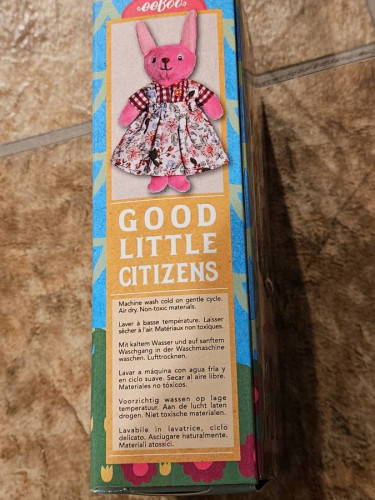 eeBoo
GOOD
LITTLE
CITIZENS
Machine wash cold on gentle cycle.
Air dry. Non-toxic materials.
Laver à basse température. Laisser
sécher à l'air. Matériaux non toxiques.
Mit kaltem Wasser und auf sanftem
Waschgang in der Waschmaschine
waschen. Lufttrocknen.
Lavar a máquina con agua fría y
en ciclo suave. Secar al aire libre.
Materiales no tóxicos.
Voorzichtig wassen op lage
temperatuur. Aan de lucht laten
drogen. Niet toxische materialen.
Lavabile in lavatrice, ciclo
delicato. Asciugare naturalmente.
Materiali atossici.